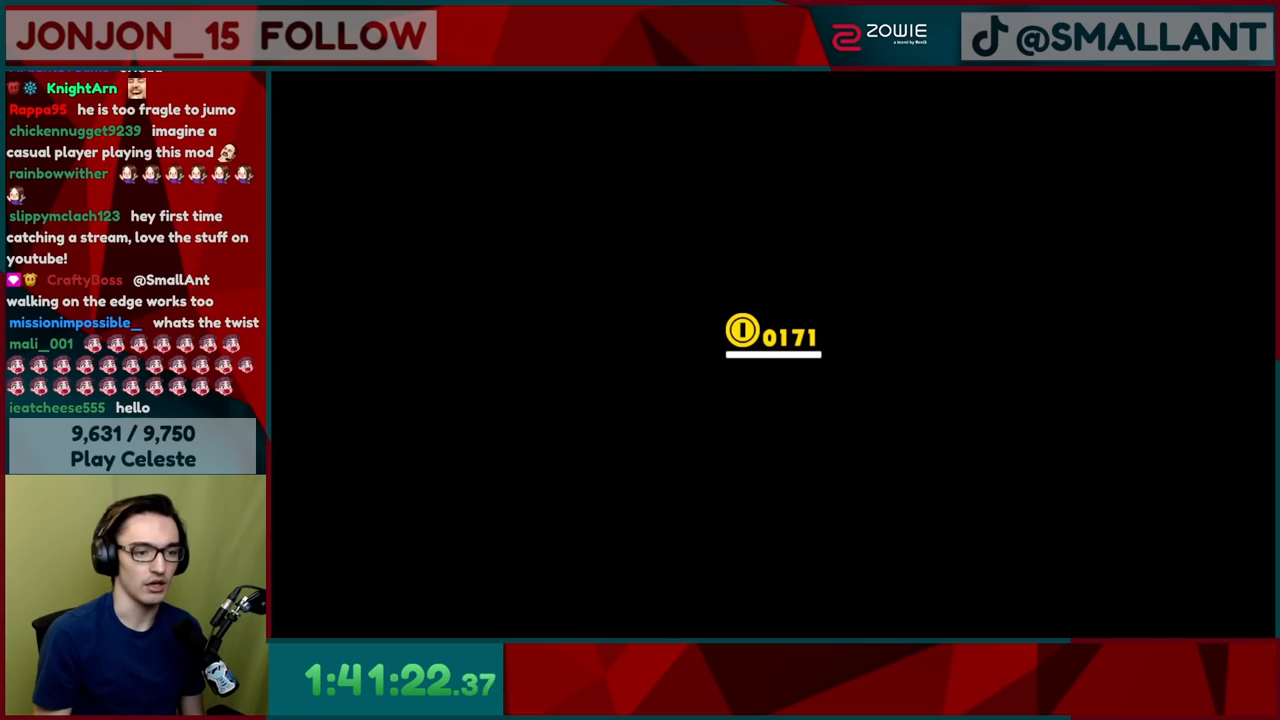 JONJON_15 FOLLOW
ZOWIE
@SMALLANT
KnightArn
Rappa95 he is too fragle to jumo
chickennugget9239 imagine a
casual player playing this mod
rainbowwither
slippymclach123 hey first time
catching a stream, love the stuff on
youtube!
CraftyBoss @SmallAnt
walking on the edge works too
missionimpossible_ whats the twist
mali_001
ieatcheese555 hello
9,631 / 9,750
Play Celeste
0171
1:41:22.37